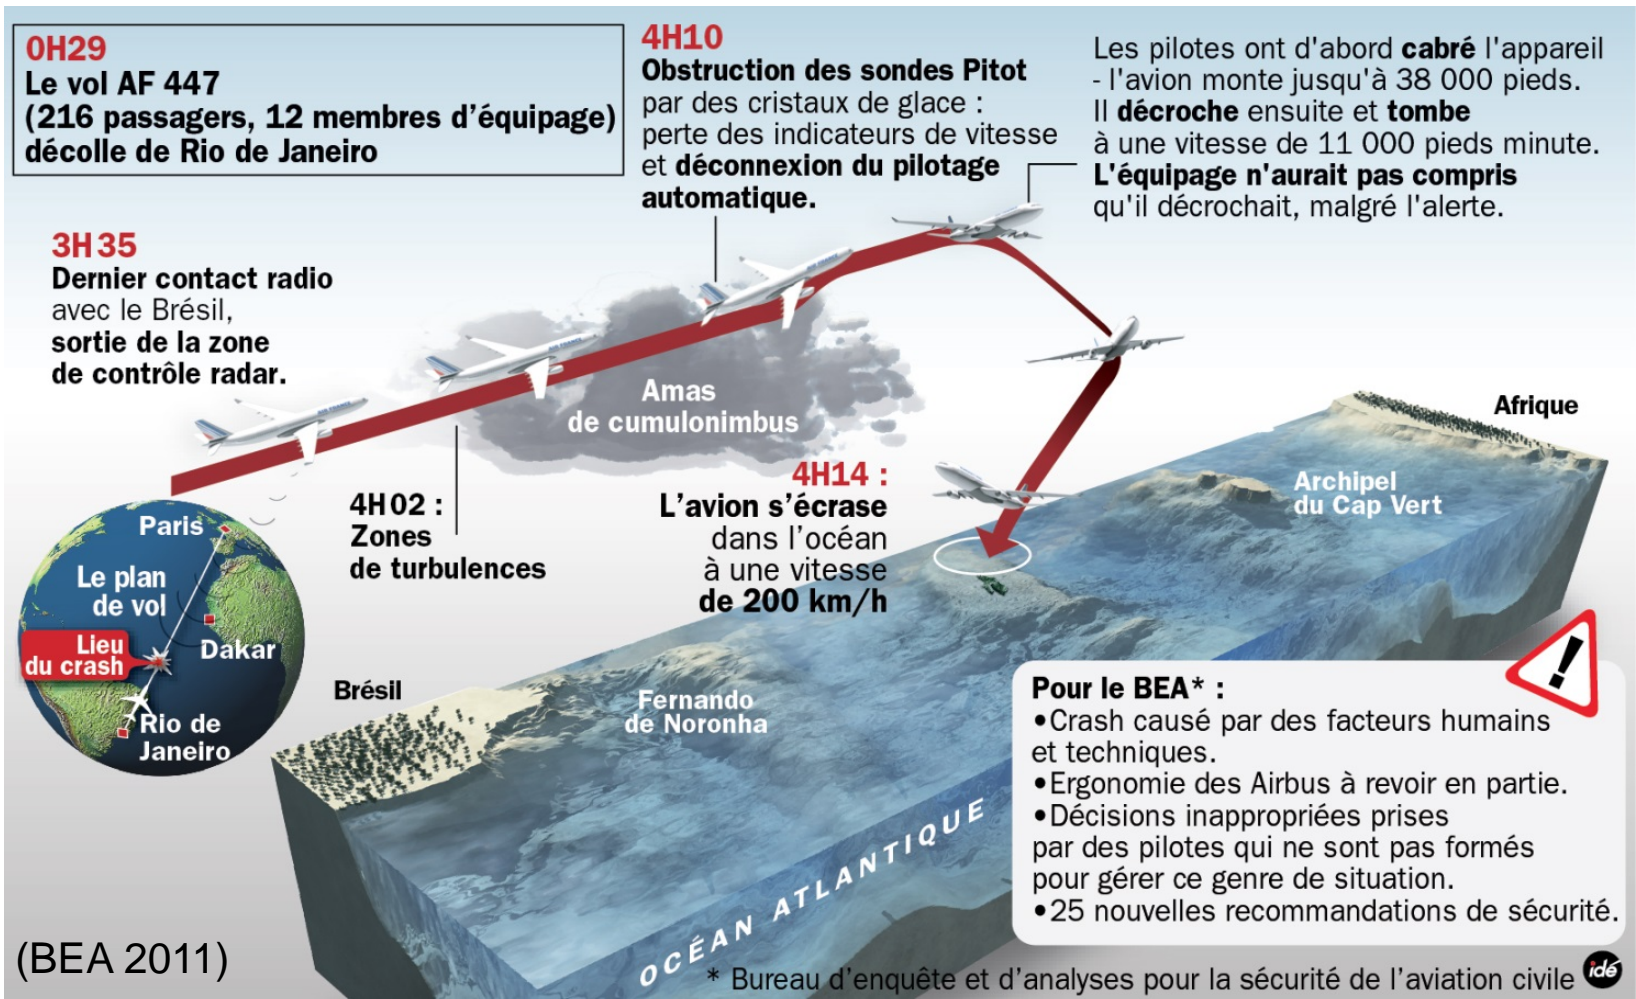 0H29
Le vol AF 447
(216 passagers, 12 membres d'équipage)
décolle de Rio de Janeiro
3H35
Dernier contact radio
avec le Brésil,
sortie de la zone
de contrôle radar.
4H02 :
Zones
de turbulences
4H10
Obstruction des sondes Pitot
par des cristaux de glace :
perte des indicateurs de vitesse
et déconnexion du pilotage
automatique.
Les pilotes ont d'abord cabré l'appareil
- l'avion monte jusqu'à 38 000 pieds.
Il décroche ensuite et tombe
à une vitesse de 11 000 pieds minute.
L'équipage n'aurait pas compris
qu'il décrochait, malgré l'alerte.
AIR FRANCE
AIR FRANCE
AIR FRANCE
Amas
de cumulonimbus
4H14 :
L'avion s'écrase
dans l'océan
à une vitesse
de 200 km/h
Afrique
Archipel
du Cap Vert
Paris
Le plan
de vol
Lieu
du crash
Dakar
Rio de
Janeiro
Brésil
Fernando
de Noronha
OCÉAN ATLANTIQUE
!
Pour le BEA* :
•Crash causé par des facteurs humains
et techniques.
•Ergonomie des Airbus à revoir en partie.
•Décisions inappropriées prises
par des pilotes qui ne sont pas formés
pour gérer ce genre de situation.
•25 nouvelles recommandations de sécurité.
(BEA 2011)
* Bureau d'enquête et d'analyses pour la sécurité de l'aviation civile
idé